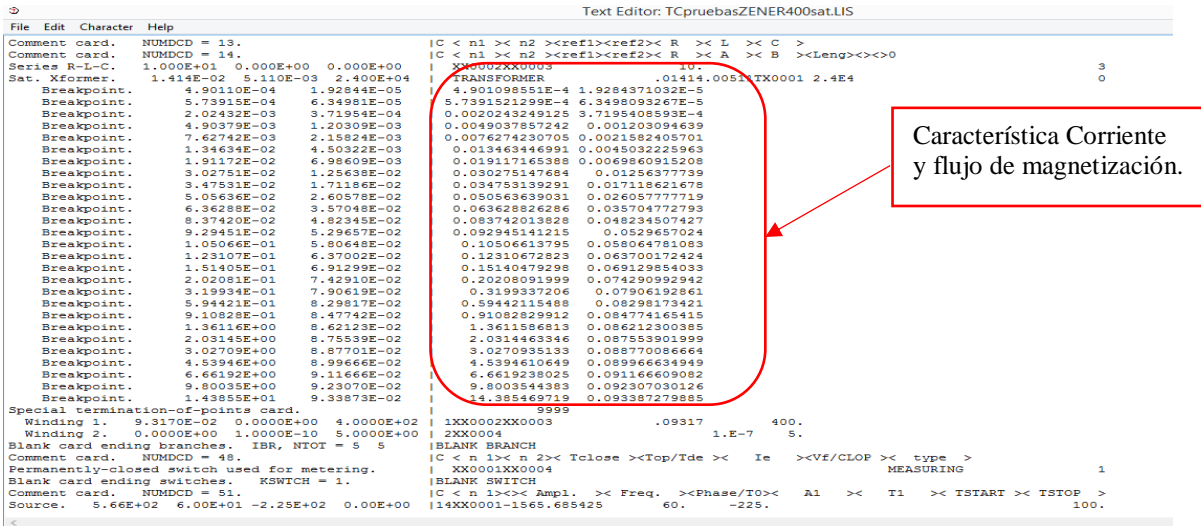 Text Editor: TCpruebasZENER400sat.LIS
File Edit Character Help
Comment card. NUMDCD = 13. |C < n1 >< n2 ><ref1><ref2>< R >< L >< C >
Comment card. NUMDCD = 14. |C < n1 >< n2 ><ref1><ref2>< R >< A >< B ><Leng><><>0
Series R-L-C. 1.000E+01 0.000E+00 0.000E+00 | XX0002XX0003 10. 3
Sat. Xformer. 1.414E-02 5.110E-03 2.400E+04 | TRANSFORMER .01414.00511TX0001 2.4E4 0
Breakpoint. 4.90110E-04 1.92844E-05 | 4.901098551E-4 1.9284371032E-5
Breakpoint. 5.73915E-04 6.34981E-05 | 5.7391521299E-4 6.3498093267E-5
Breakpoint. 2.02432E-03 3.71954E-04 | 0.0020243249125 3.7195408593E-4
Breakpoint. 4.90379E-03 1.20309E-03 | 0.0049037857242 0.001203094639
Breakpoint. 7.62742E-03 2.15824E-03 | 0.0076274230705 0.0021582405701
Breakpoint. 1.34634E-02 4.50322E-03 | 0.013463446991 0.0045032225963
Breakpoint. 1.91172E-02 6.98609E-03 | 0.019117165388 0.0069860915208
Breakpoint. 3.02751E-02 1.25638E-02 | 0.030275147684 0.01256377739
Breakpoint. 3.47531E-02 1.71186E-02 | 0.034753139291 0.017118621678
Breakpoint. 5.05636E-02 2.60578E-02 | 0.050563639031 0.026057777719
Breakpoint. 6.36288E-02 3.57048E-02 | 0.063628826286 0.035704772793
Breakpoint. 8.37420E-02 4.82345E-02 | 0.083742013828 0.048234507427
Breakpoint. 9.29451E-02 5.29657E-02 | 0.092945141215 0.0529657024
Breakpoint. 1.05066E-01 5.80648E-02 | 0.10506613795 0.058064781083
Breakpoint. 1.23107E-01 6.37002E-02 | 0.12310672823 0.063700172424
Breakpoint. 1.51405E-01 6.91299E-02 | 0.15140479298 0.069129854033
Breakpoint. 2.02081E-01 7.42910E-02 | 0.20208091999 0.074290992942
Breakpoint. 3.19934E-01 7.90619E-02 | 0.3199337206 0.07906192861
Breakpoint. 5.94421E-01 8.29817E-02 | 0.59442115488 0.08298173421
Breakpoint. 9.10828E-01 8.47742E-02 | 0.91082829912 0.084774165415
Breakpoint. 1.36116E+00 8.62123E-02 | 1.3611586813 0.086212300385
Breakpoint. 2.03145E+00 8.75539E-02 | 2.0314463346 0.087553901999
Breakpoint. 3.02709E+00 8.87701E-02 | 3.0270935133 0.088770086664
Breakpoint. 4.53946E+00 8.99666E-02 | 4.5394610649 0.089966634949
Breakpoint. 6.66192E+00 9.11666E-02 | 6.6619238025 0.091166609082
Breakpoint. 9.80035E+00 9.23070E-02 | 9.8003544383 0.092307030126
Breakpoint. 1.43855E+01 9.33873E-02 | 14.385469719 0.093387279885
Special termination-of-points card. | 9999
Winding 1. 9.3170E-02 0.0000E+00 4.0000E+02 | 1XX0002XX0003 .09317 400.
Winding 2. 0.0000E+00 1.0000E-10 5.0000E+00 | 2XX0004 1.E-7 5.
Blank card ending branches. IBR, NTOT = 5 5 |BLANK BRANCH
Comment card. NUMDCD = 48. |C < n 1>< n 2>< Tclose ><Top/Tde >< Ie ><Vf/CLOP >< type >
Permanently-closed switch used for metering. | XX0001XX0004 MEASURING 1
Blank card ending switches. KSWTCH = 1. |BLANK SWITCH
Comment card. NUMDCD = 51. |C < n 1><>< Ampl. >< Freq. ><Phase/T0>< A1 >< T1 >< TSTART >< TSTOP >
Source. 5.66E+02 6.00E+01 -2.25E+02 0.00E+00 |14XX0001-1565.685425 60. -225. 100.
Característica Corriente
y flujo de magnetización.